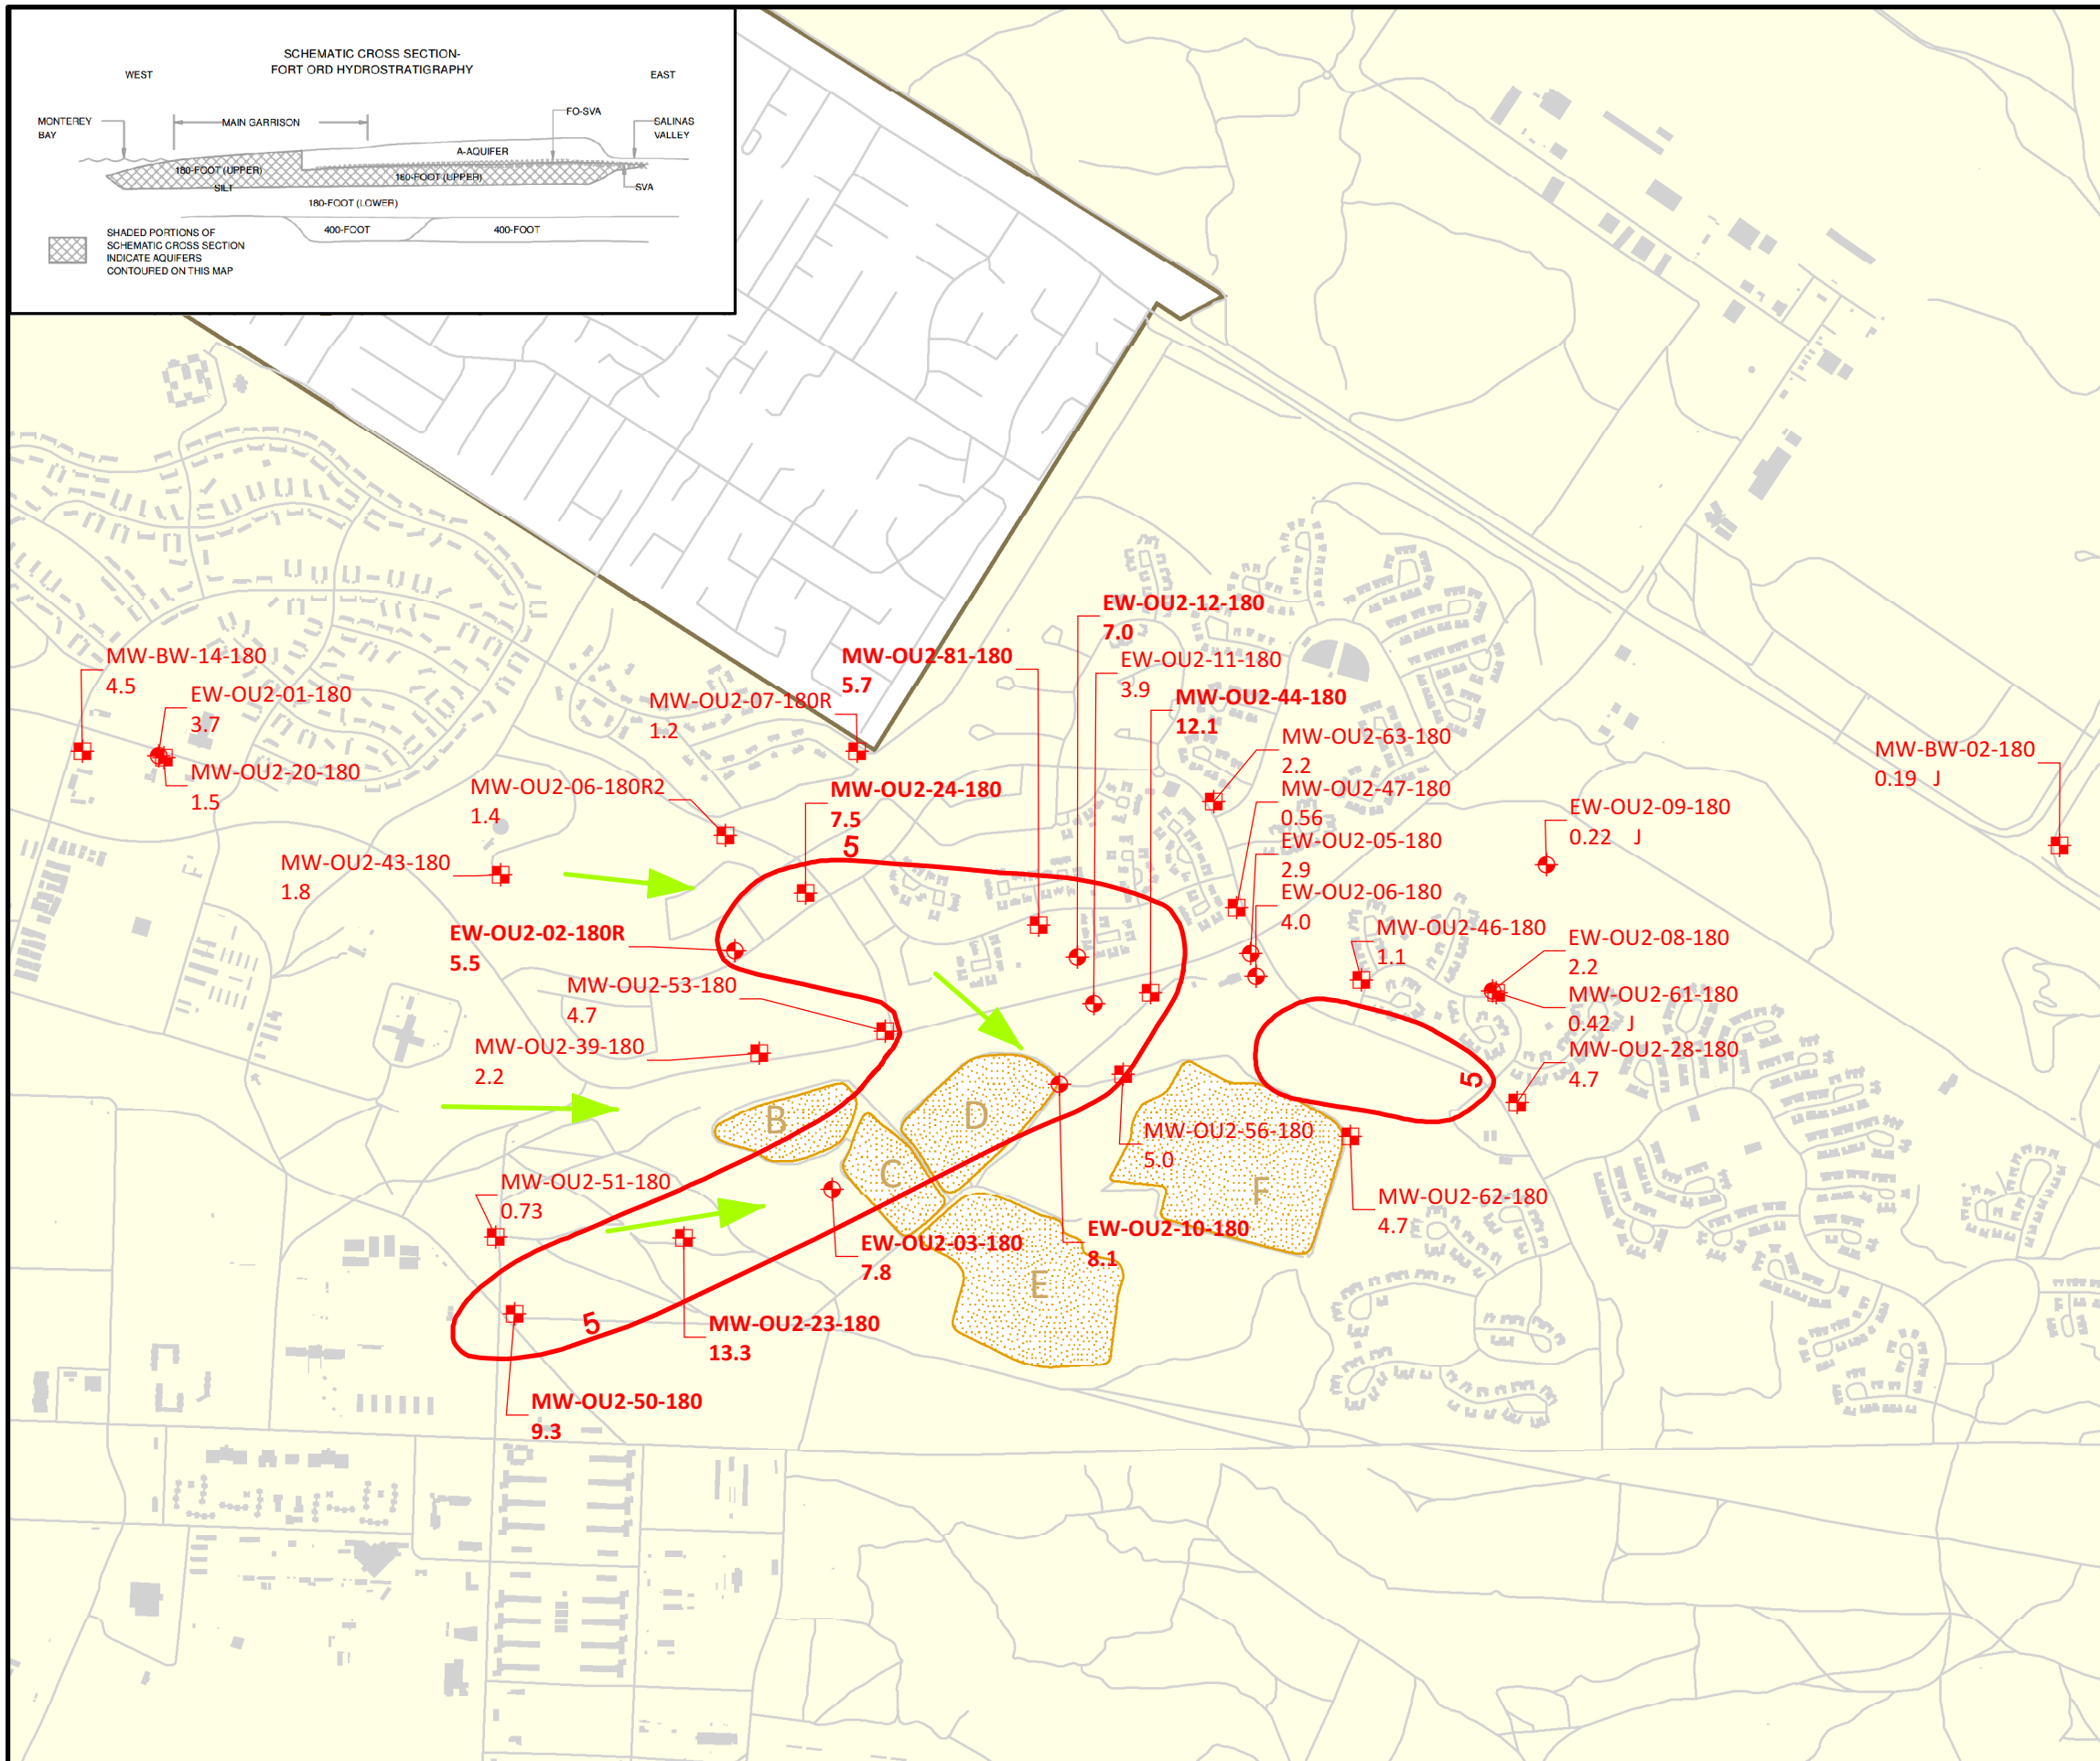 SCHEMATIC CROSS SECTION-
FORT ORD HYDROSTRATIGRAPHY
WEST
EAST
MONTEREY
BAY
MAIN GARRISON
FO-SVA
SALINAS
VALLEY
A-AQUIFER
180-FOOT (UPPER)
180-FOOT (UPPER)
SILT
SVA
180-FOOT (LOWER)
400-FOOT
400-FOOT
SHADED PORTIONS OF
SCHEMATIC CROSS SECTION
INDICATE AQUIFERS
CONTOURED ON THIS MAP
EW-OU2-12-180
7.0
MW-BW-14-180
4.5
MW-OU2-81-180
5.7
EW-OU2-11-180
3.9
EW-OU2-01-180
3.7
MW-OU2-07-180R
1.2
MW-OU2-44-180
12.1
MW-OU2-63-180
2.2
MW-BW-02-180
0.19 J
MW-OU2-20-180
1.5
MW-OU2-06-180R2
1.4
MW-OU2-24-180
7.5
MW-OU2-47-180
0.56
EW-OU2-09-180
0.22 J
5
EW-OU2-05-180
2.9
MW-OU2-43-180
1.8
EW-OU2-06-180
4.0
EW-OU2-02-180R
5.5
MW-OU2-46-180
1.1
EW-OU2-08-180
2.2
MW-OU2-53-180
4.7
MW-OU2-61-180
0.42 J
MW-OU2-39-180
2.2
MW-OU2-28-180
4.7
5
B
D
MW-OU2-56-180
5.0
C
MW-OU2-51-180
0.73
F
MW-OU2-62-180
4.7
EW-OU2-03-180
7.8
EW-OU2-10-180
8.1
E
5
MW-OU2-23-180
13.3
MW-OU2-50-180
9.3